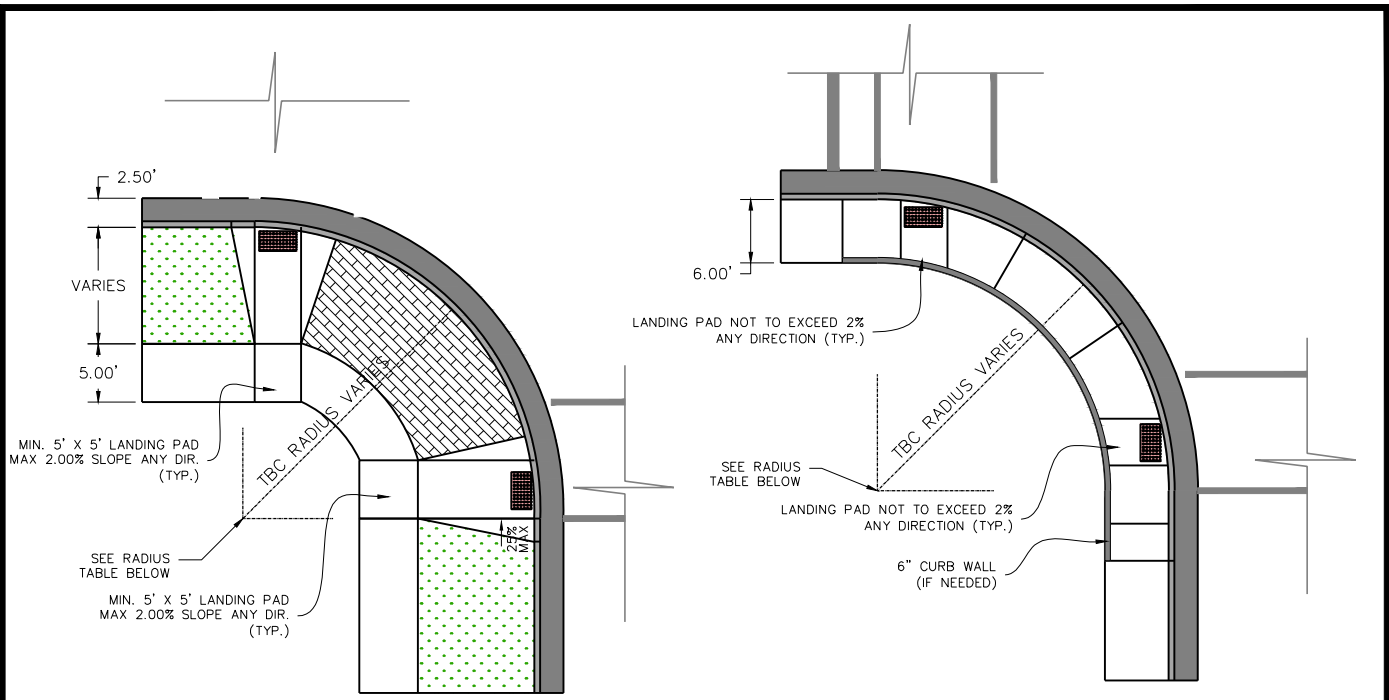 2.50'
VARIES
5.00'
MIN. 5' X 5' LANDING PAD
MAX 2.00% SLOPE ANY DIR.
(TYP.)
TBC RADIUS VARIES
SEE RADIUS
TABLE BELOW
MIN. 5' X 5' LANDING PAD
MAX 2.00% SLOPE ANY DIR.
(TYP.)
25%
MAX
6.00'
LANDING PAD NOT TO EXCEED 2%
ANY DIRECTION (TYP.)
TBC RADIUS VARIES
SEE RADIUS
TABLE BELOW
LANDING PAD NOT TO EXCEED 2%
ANY DIRECTION (TYP.)
6" CURB WALL
(IF NEEDED)